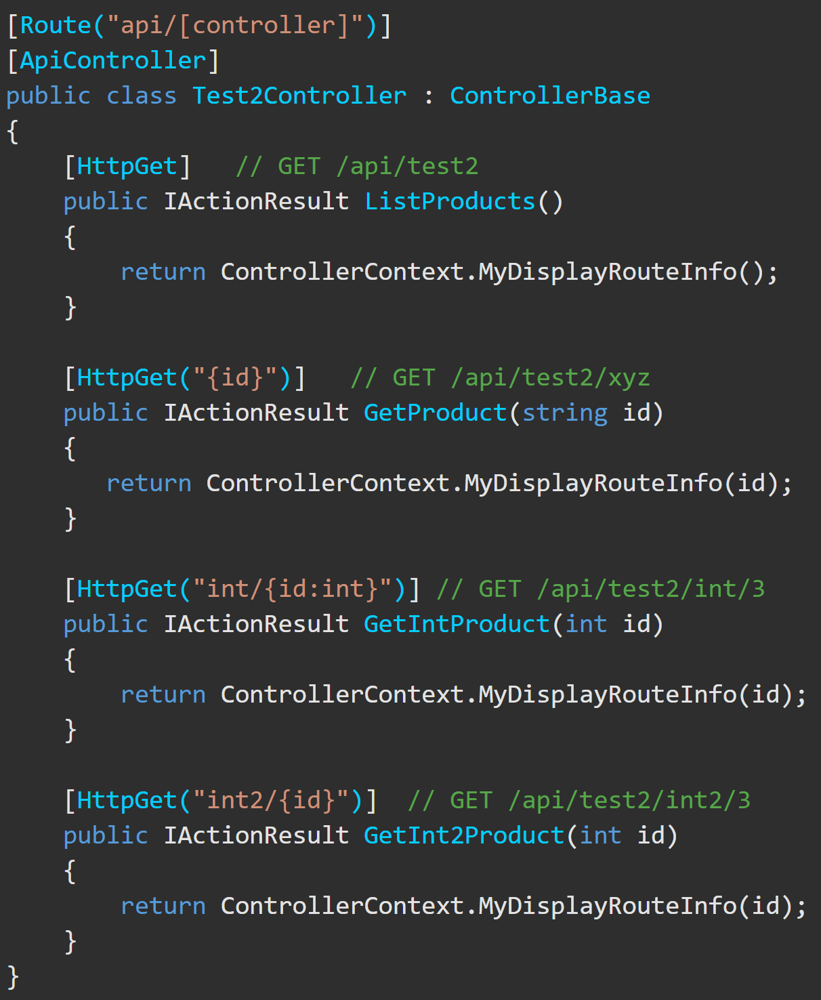 [Route("api/[controller]")]
[ApiController]
public class Test2Controller : ControllerBase
{
    [HttpGet]   // GET /api/test2
    public IActionResult ListProducts()
    {
        return ControllerContext.MyDisplayRouteInfo();
    }

    [HttpGet("{id}")]   // GET /api/test2/xyz
    public IActionResult GetProduct(string id)
    {
       return ControllerContext.MyDisplayRouteInfo(id);
    }

    [HttpGet("int/{id:int}")] // GET /api/test2/int/3
    public IActionResult GetIntProduct(int id)
    {
        return ControllerContext.MyDisplayRouteInfo(id);
    }

    [HttpGet("int2/{id}")]  // GET /api/test2/int2/3
    public IActionResult GetInt2Product(int id)
    {
        return ControllerContext.MyDisplayRouteInfo(id);
    }
}